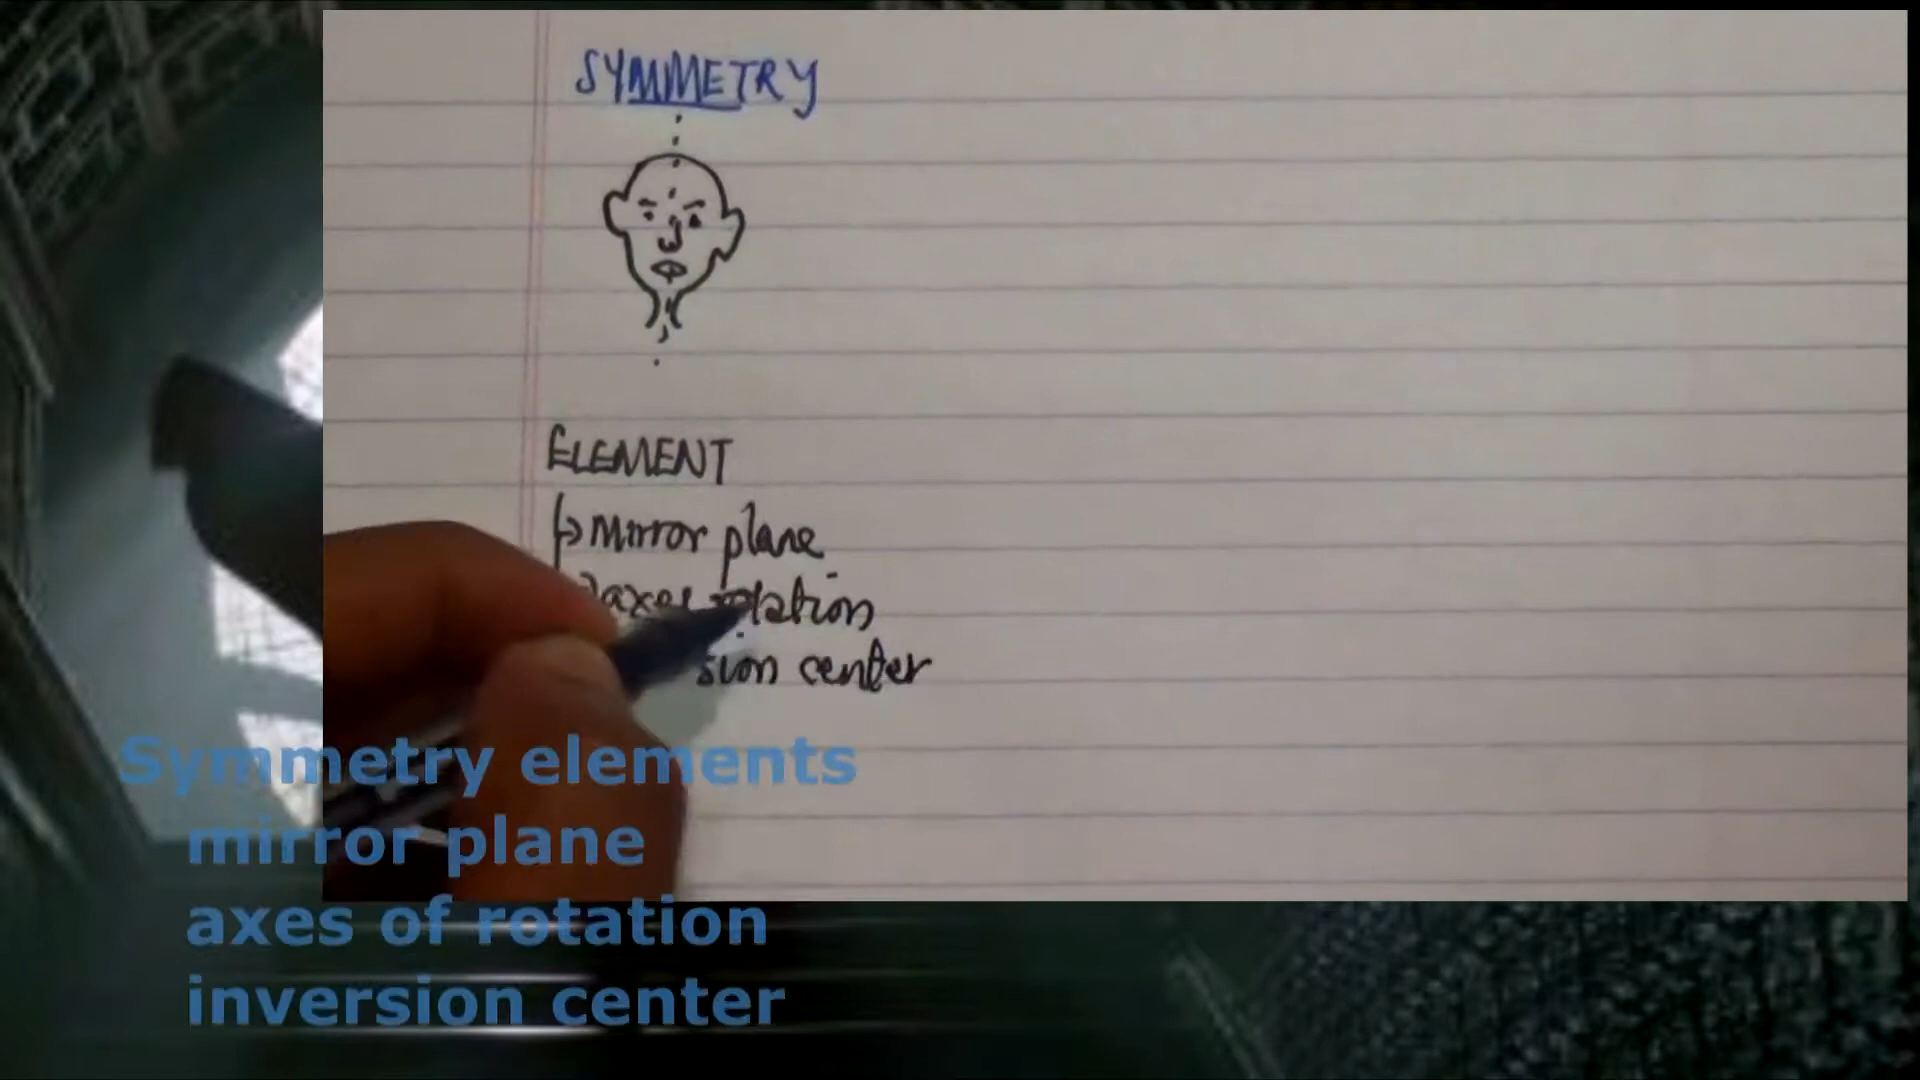 SYMMETRY
ELEMENT
Mirror plane
axes rotation
sion center
Symmetry elements
mirror plane
axes of rotation
inversion center